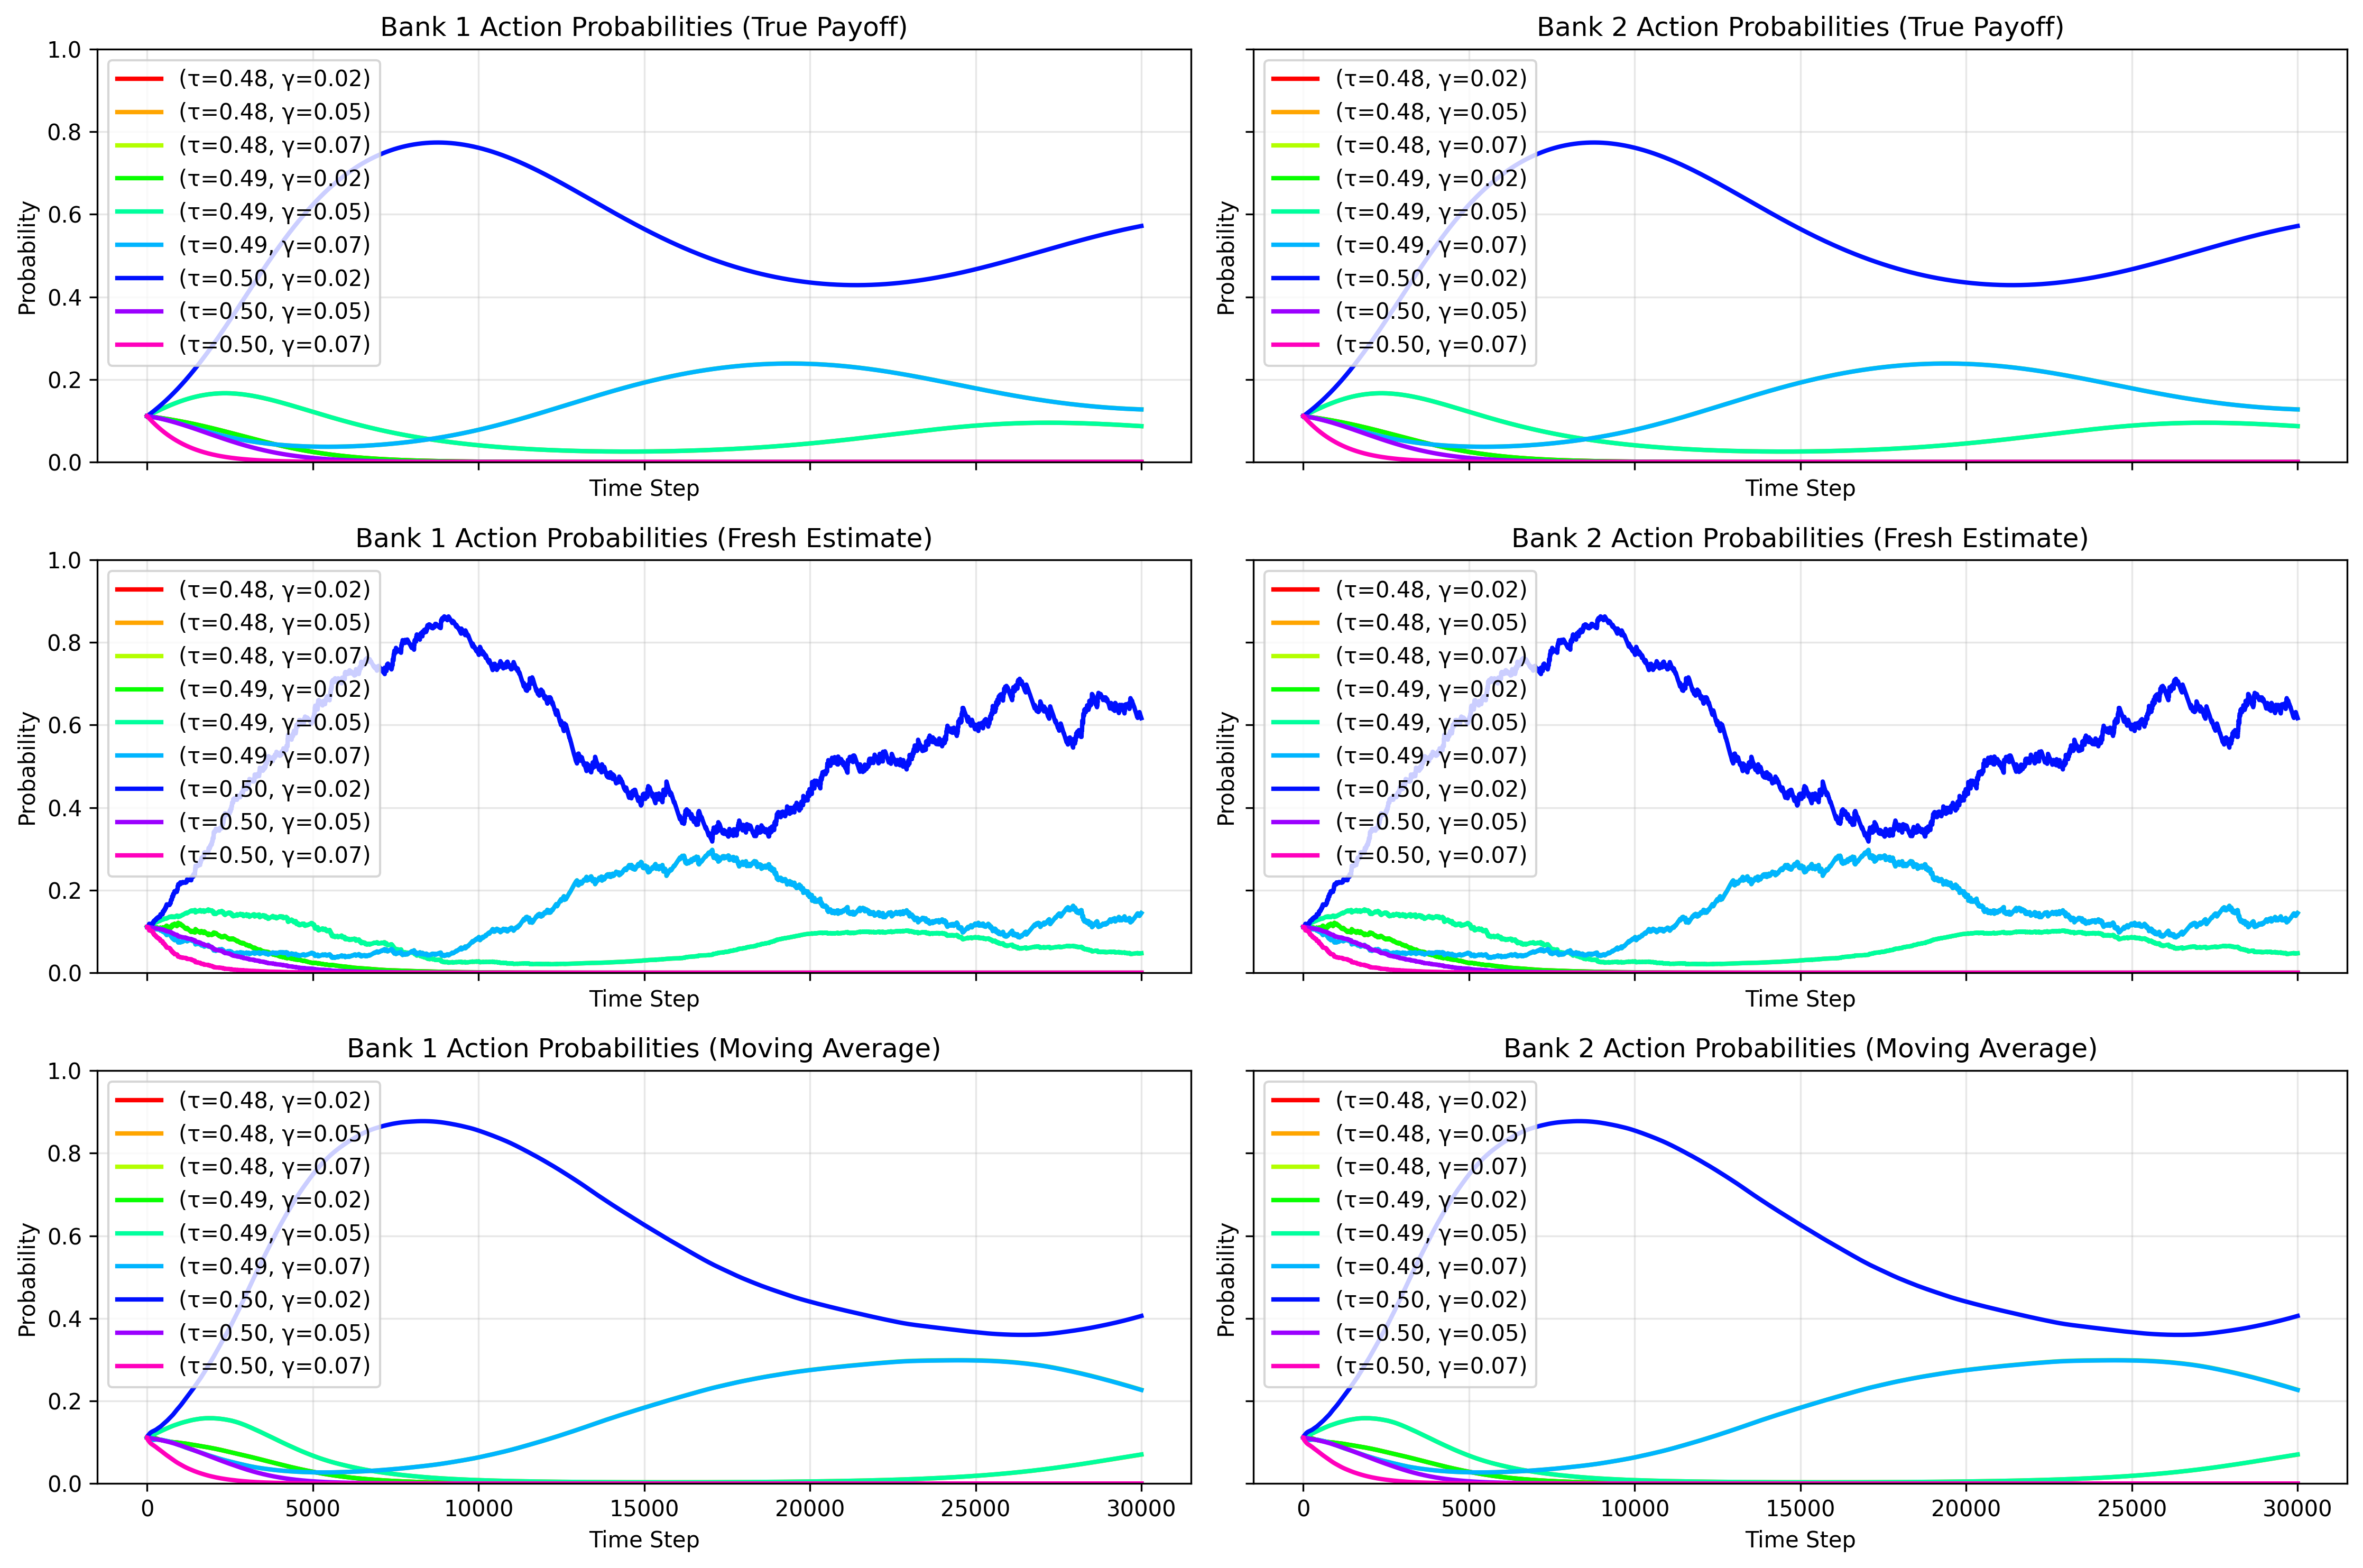 Bank 1 Action Probabilities (True Payoff)
Probability
1.0
0.8
0.6
0.4
0.2
0.0
(τ=0.48, γ=0.02)
(τ=0.48, γ=0.05)
(τ=0.48, γ=0.07)
(τ=0.49, γ=0.02)
(τ=0.49, γ=0.05)
(τ=0.49, γ=0.07)
(τ=0.50, γ=0.02)
(τ=0.50, γ=0.05)
(τ=0.50, γ=0.07)
Time Step
Bank 2 Action Probabilities (True Payoff)
Probability
(τ=0.48, γ=0.02)
(τ=0.48, γ=0.05)
(τ=0.48, γ=0.07)
(τ=0.49, γ=0.02)
(τ=0.49, γ=0.05)
(τ=0.49, γ=0.07)
(τ=0.50, γ=0.02)
(τ=0.50, γ=0.05)
(τ=0.50, γ=0.07)
Time Step
Bank 1 Action Probabilities (Fresh Estimate)
Probability
1.0
0.8
0.6
0.4
0.2
0.0
(τ=0.48, γ=0.02)
(τ=0.48, γ=0.05)
(τ=0.48, γ=0.07)
(τ=0.49, γ=0.02)
(τ=0.49, γ=0.05)
(τ=0.49, γ=0.07)
(τ=0.50, γ=0.02)
(τ=0.50, γ=0.05)
(τ=0.50, γ=0.07)
Time Step
Bank 2 Action Probabilities (Fresh Estimate)
Probability
(τ=0.48, γ=0.02)
(τ=0.48, γ=0.05)
(τ=0.48, γ=0.07)
(τ=0.49, γ=0.02)
(τ=0.49, γ=0.05)
(τ=0.49, γ=0.07)
(τ=0.50, γ=0.02)
(τ=0.50, γ=0.05)
(τ=0.50, γ=0.07)
Time Step
Bank 1 Action Probabilities (Moving Average)
Probability
1.0
0.8
0.6
0.4
0.2
0.0
(τ=0.48, γ=0.02)
(τ=0.48, γ=0.05)
(τ=0.48, γ=0.07)
(τ=0.49, γ=0.02)
(τ=0.49, γ=0.05)
(τ=0.49, γ=0.07)
(τ=0.50, γ=0.02)
(τ=0.50, γ=0.05)
(τ=0.50, γ=0.07)
0 5000 10000 15000 20000 25000 30000
Time Step
Bank 2 Action Probabilities (Moving Average)
Probability
(τ=0.48, γ=0.02)
(τ=0.48, γ=0.05)
(τ=0.48, γ=0.07)
(τ=0.49, γ=0.02)
(τ=0.49, γ=0.05)
(τ=0.49, γ=0.07)
(τ=0.50, γ=0.02)
(τ=0.50, γ=0.05)
(τ=0.50, γ=0.07)
0 5000 10000 15000 20000 25000 30000
Time Step